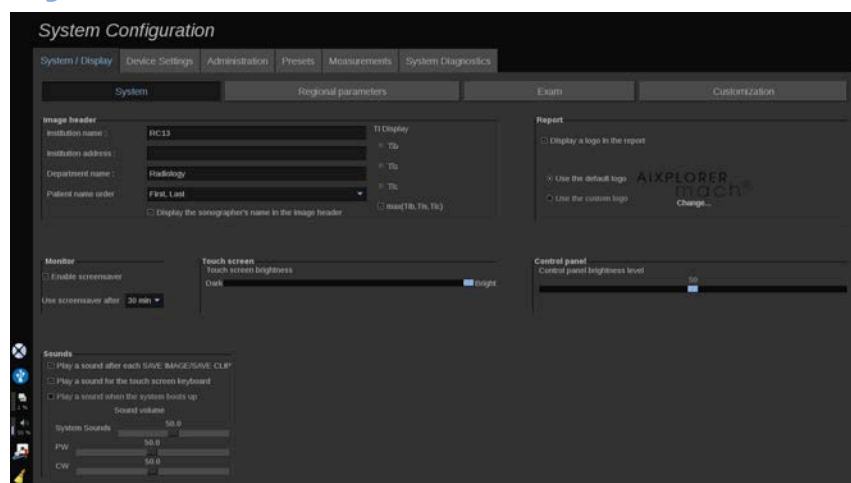 System Configuration
System / Display
Device Settings
Administration
Presets
Measurements
System Diagnostics
System
Regional parameters
Exam
Customization
Image header
Institution name :
RC13
Institution address :
Department name :
Radiology
Patient name order
First, Last
Display the sonographer's name in the image header
TI Display
TIb
TIs
TIc
max(TIb, TIs, TIc)
Report
Display a logo in the report
Use the default logo
AIXPLORER
mach
Use the custom logo
Change...
Monitor
Enable screensaver
Use screensaver after
30 min
Touch screen
Touch screen brightness
Dark
Bright
Control panel
Control panel brightness level
50
Sounds
Play a sound after each SAVE IMAGE/SAVE CLIP
Play a sound for the touch screen keyboard
Play a sound when the system boots up
Sound volume
System Sounds
50.0
PW
50.0
CW
50.0